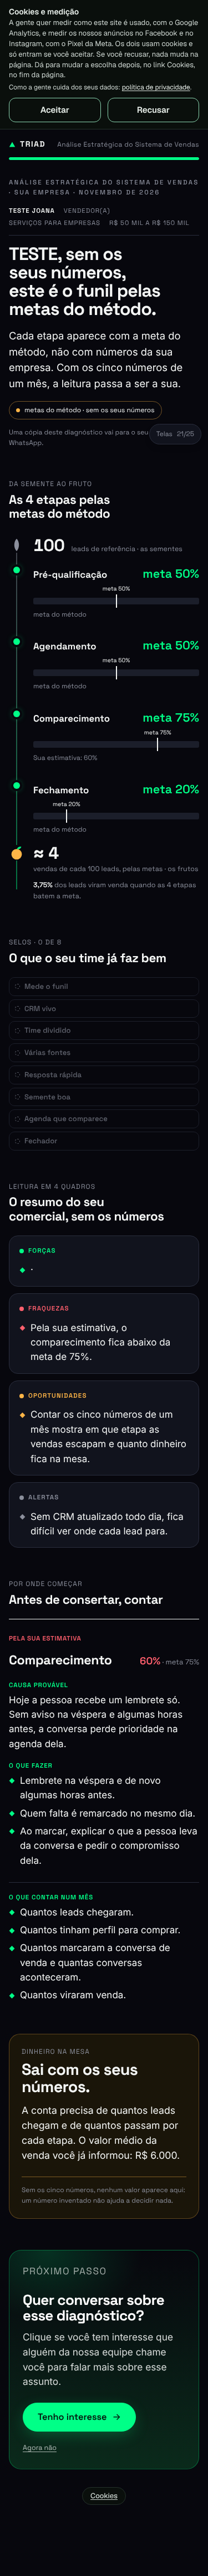 Cookies e medição
A gente quer medir como este site é usado, com o Google
Analytics, e medir os nossos anúncios no Facebook e no
Instagram, com o Pixel da Meta. Os dois usam cookies e
só entram se você aceitar. Se você recusar, nada muda na
página. Dá para mudar a escolha depois, no link Cookies,
no fim da página.
Como a gente cuida dos seus dados: política de privacidade.
Aceitar
Recusar
TRIAD
Análise Estratégica do Sistema de Vendas
ANÁLISE ESTRATÉGICA DO SISTEMA DE VENDAS
· SUA EMPRESA · NOVEMBRO DE 2026
TESTE JOANA VENDEDOR(A)
SERVIÇOS PARA EMPRESAS R$ 50 MIL A R$ 150 MIL
TESTE, sem os
seus números,
este é o funil pelas
metas do método.
Cada etapa aparece com a meta do
método, não com números da sua
empresa. Com os cinco números de
um mês, a leitura passa a ser a sua.
metas do método · sem os seus números
Uma cópia deste diagnóstico vai para o seu
WhatsApp.
Telas 21/25
DA SEMENTE AO FRUTO
As 4 etapas pelas
metas do método
100 leads de referência · as sementes
Pré-qualificação meta 50%
meta 50%
meta do método
Agendamento meta 50%
meta 50%
meta do método
Comparecimento meta 75%
meta 75%
Sua estimativa: 60%
Fechamento meta 20%
meta 20%
meta do método
≈ 4
vendas de cada 100 leads, pelas metas · os frutos
3,75% dos leads viram venda quando as 4 etapas
batem a meta.
SELOS · 0 DE 8
O que o seu time já faz bem
Mede o funil
CRM vivo
Time dividido
Várias fontes
Resposta rápida
Semente boa
Agenda que comparece
Fechador
LEITURA EM 4 QUADROS
O resumo do seu
comercial, sem os números
FORÇAS
·
FRAQUEZAS
Pela sua estimativa, o
comparecimento fica abaixo da
meta de 75%.
OPORTUNIDADES
Contar os cinco números de um
mês mostra em que etapa as
vendas escapam e quanto dinheiro
fica na mesa.
ALERTAS
Sem CRM atualizado todo dia, fica
difícil ver onde cada lead para.
POR ONDE COMEÇAR
Antes de consertar, contar
PELA SUA ESTIMATIVA
Comparecimento 60% · meta 75%
CAUSA PROVÁVEL
Hoje a pessoa recebe um lembrete só.
Sem aviso na véspera e algumas horas
antes, a conversa perde prioridade na
agenda dela.
O QUE FAZER
Lembrete na véspera e de novo
algumas horas antes.
Quem falta é remarcado no mesmo dia.
Ao marcar, explicar o que a pessoa leva
da conversa e pedir o compromisso
dela.
O QUE CONTAR NUM MÊS
Quantos leads chegaram.
Quantos tinham perfil para comprar.
Quantos marcaram a conversa de
venda e quantas conversas
aconteceram.
Quantos viraram venda.
DINHEIRO NA MESA
Saí com os seus
números.
A conta precisa de quantos leads
chegam e de quantos passam por
cada etapa. O valor médio da
venda você já informou: R$ 6.000.
Sem os cinco números, nenhum valor aparece aqui:
um número inventado não ajuda a decidir nada.
PRÓXIMO PASSO
Quer conversar sobre
esse diagnóstico?
Clique se você tem interesse que
alguém da nossa equipe chame
você para falar mais sobre esse
assunto.
Tenho interesse →
Agora não
Cookies